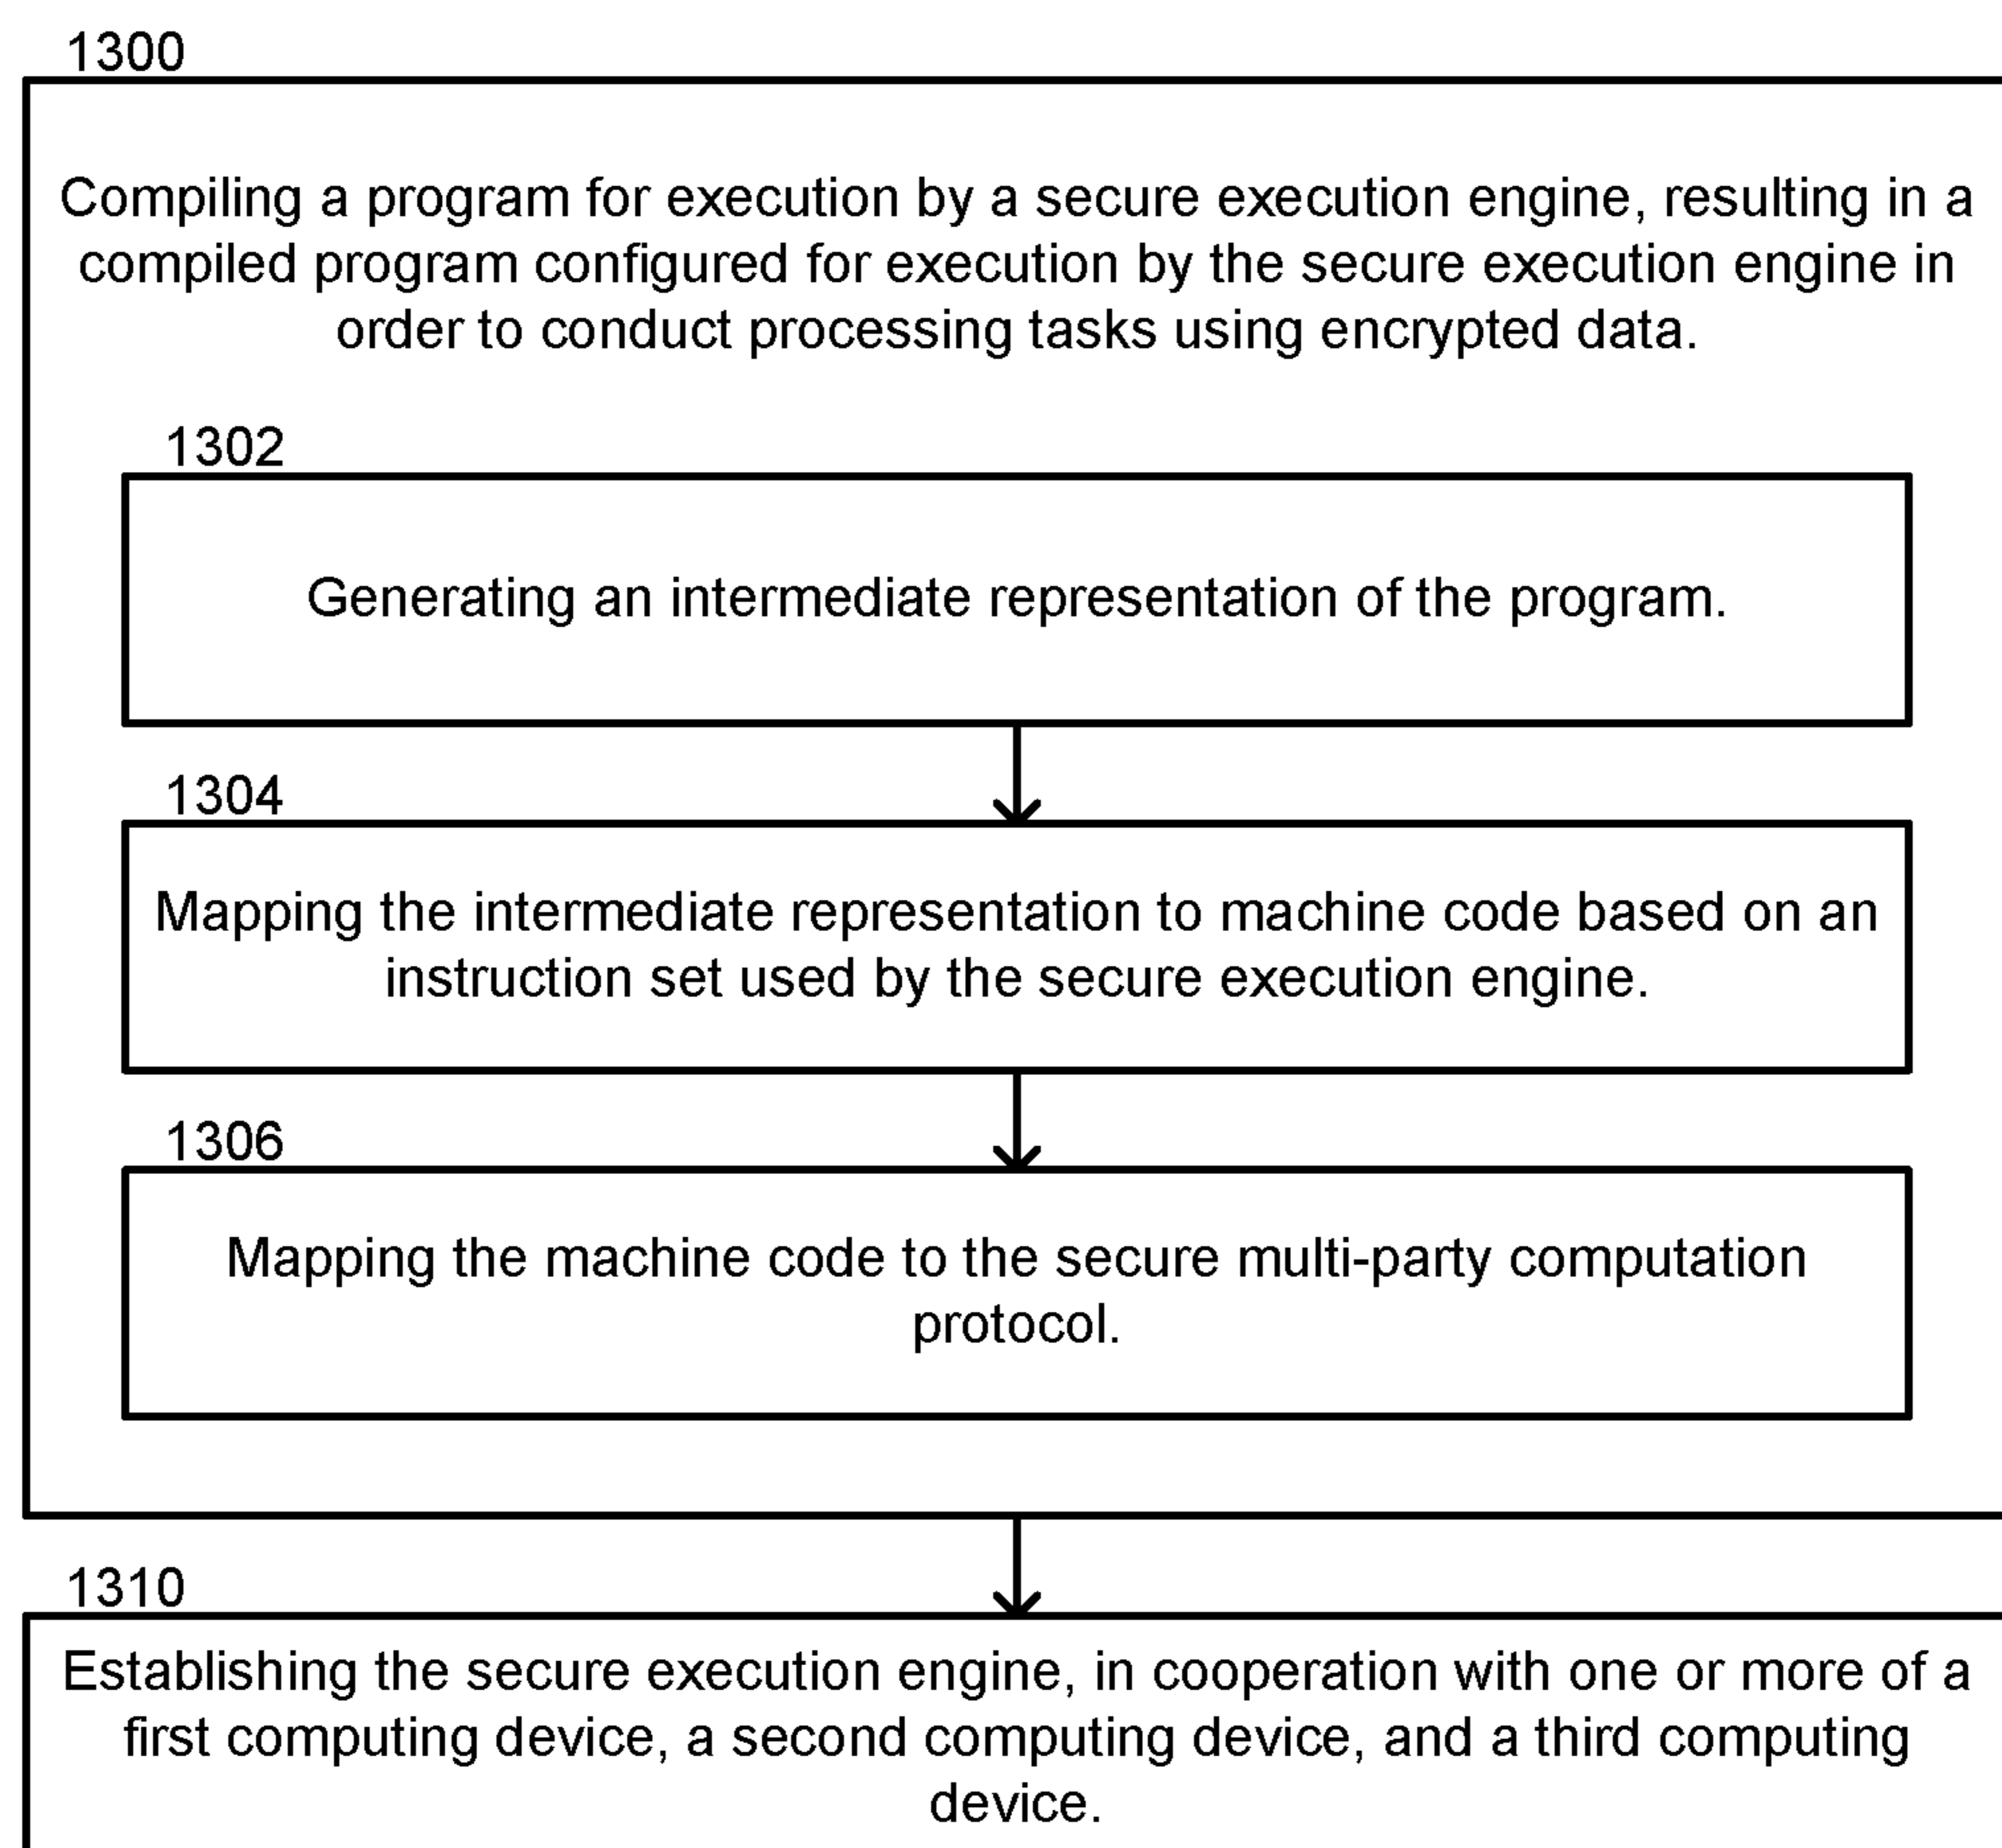 1300
Compiling a program for execution by a secure execution engine, resulting in a
compiled program configured for execution by the secure execution engine in
order to conduct processing tasks using encrypted data.
1302
Generating an intermediate representation of the program.
1304
Mapping the intermediate representation to machine code based on an
instruction set used by the secure execution engine.
1306
Mapping the machine code to the secure multi-party computation
protocol.
1310
Establishing the secure execution engine, in cooperation with one or more of a
first computing device, a second computing device, and a third computing
device.